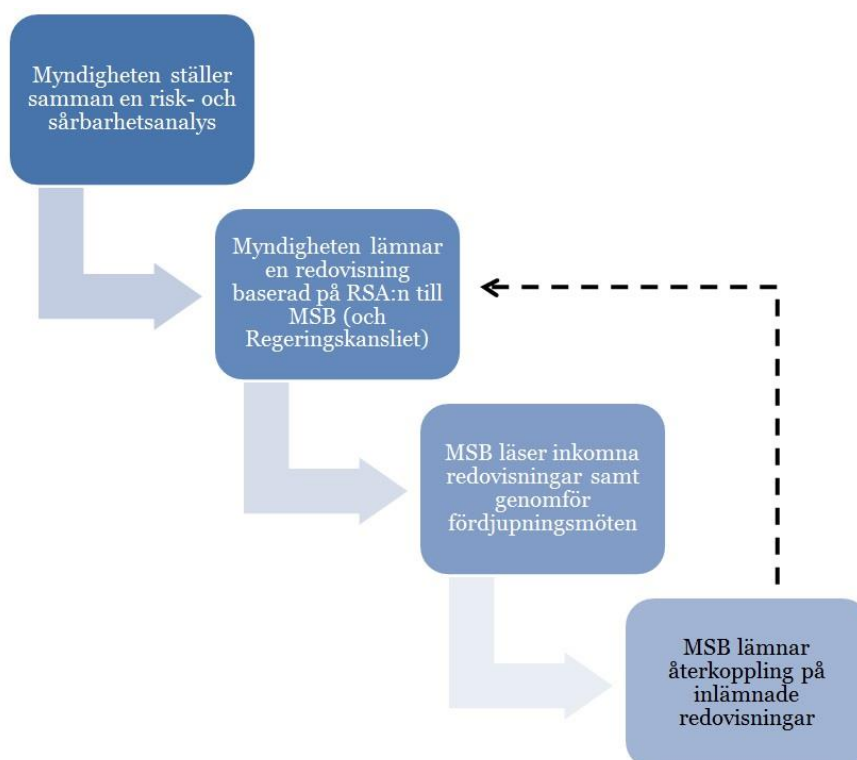 Myndigheten ställer
samman en risk- och
sårbarhetsanalys
Myndigheten lämnar
en redovisning
baserad på RSA:n till
MSB (och
Regeringskansliet)
MSB läser inkomna
redovisningar samt
genomför
fördjupningsmöten
MSB lämnar
återkoppling på
inlämnade
redovisningar